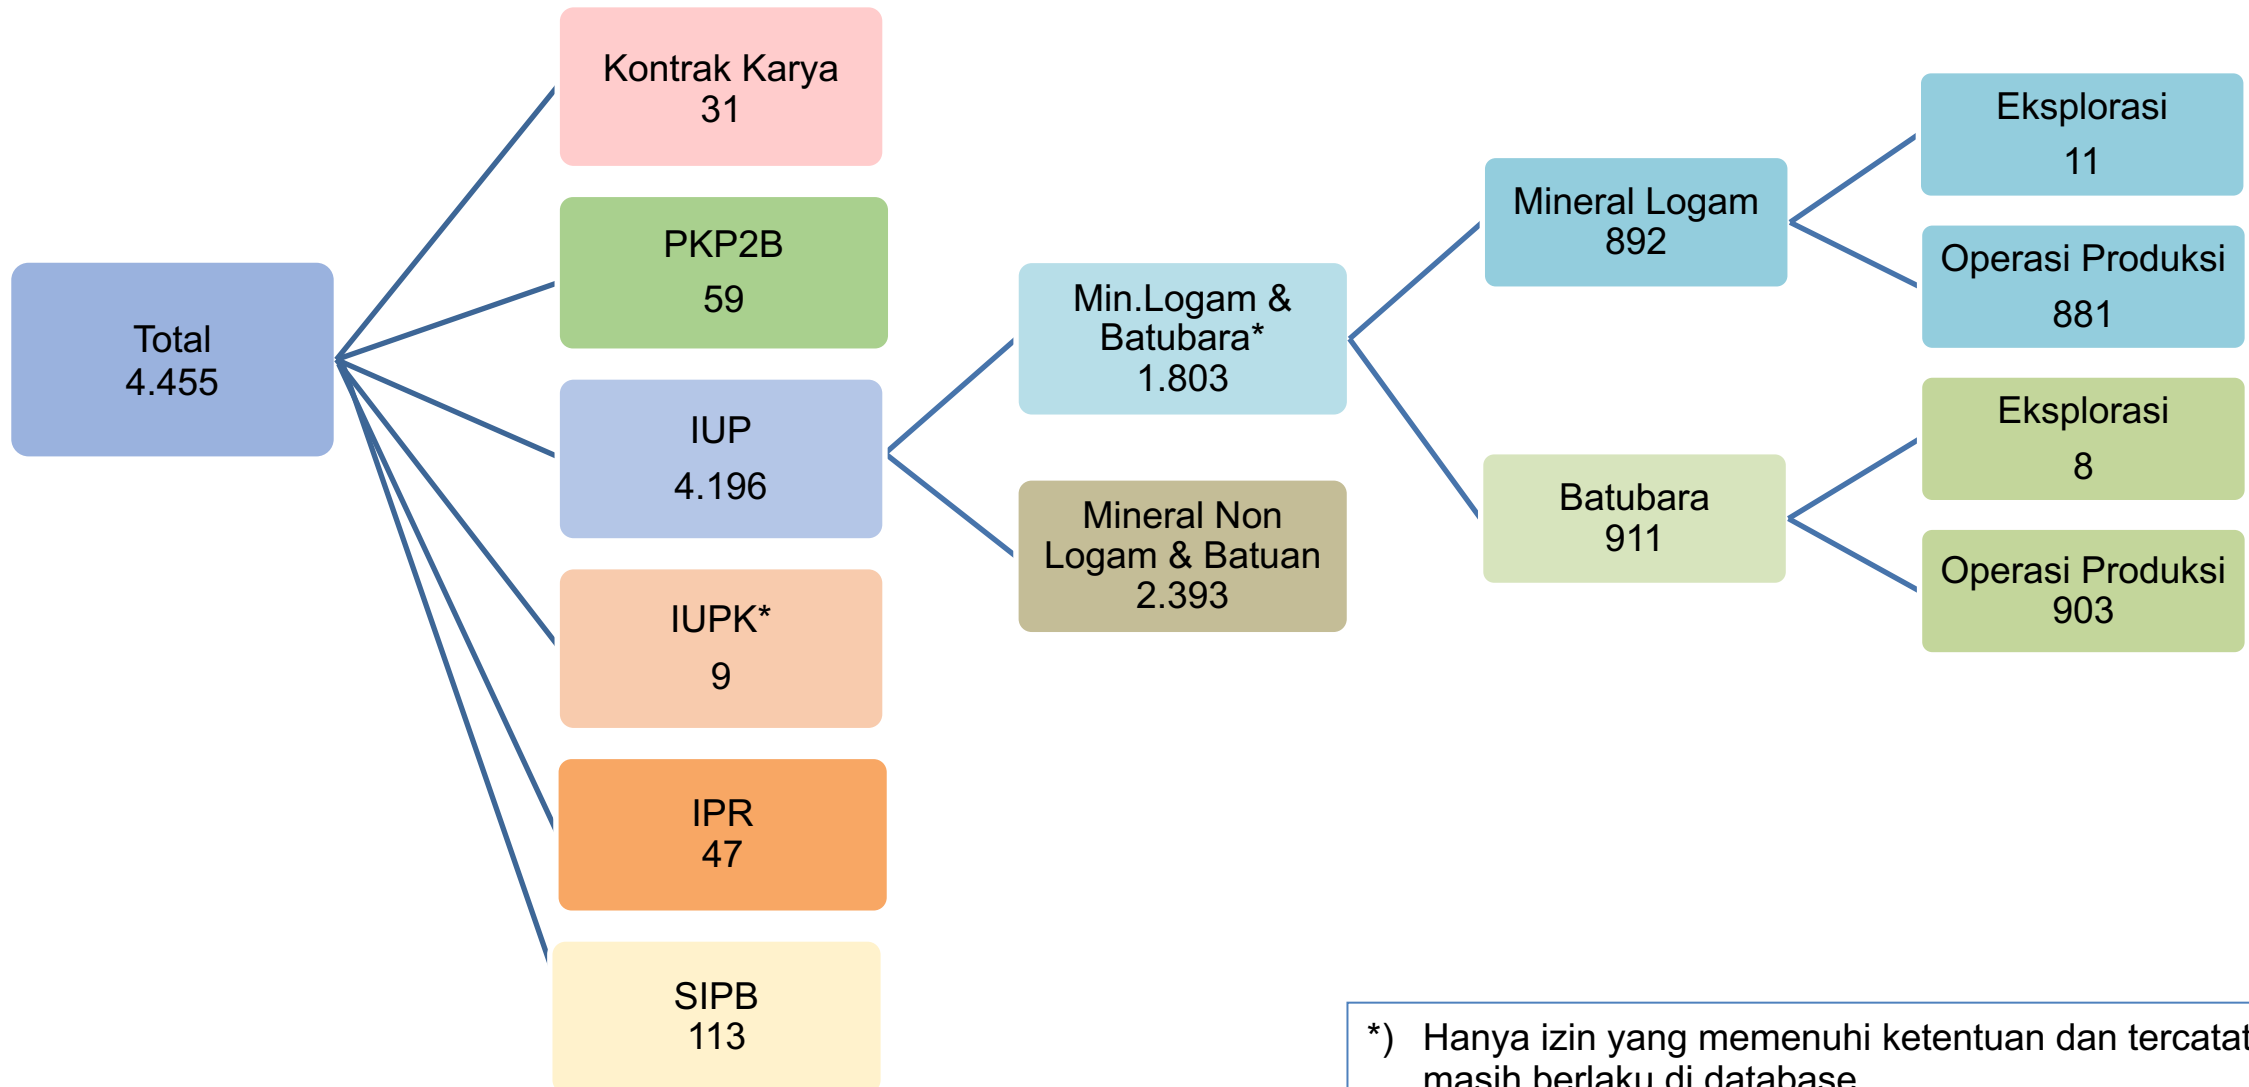 Total
4.455
Kontrak Karya
31
PKP2B
59
IUP
4.196
IUPK*
9
IPR
47
SIPB
113
Min.Logam &
Batubara*
1.803
Mineral Non
Logam & Batuan
2.393
Mineral Logam
892
Batubara
911
Eksplorasi
11
Operasi Produksi
881
Eksplorasi
8
Operasi Produksi
903
*) Hanya izin yang memenuhi ketentuan dan tercatat
masih berlaku di database